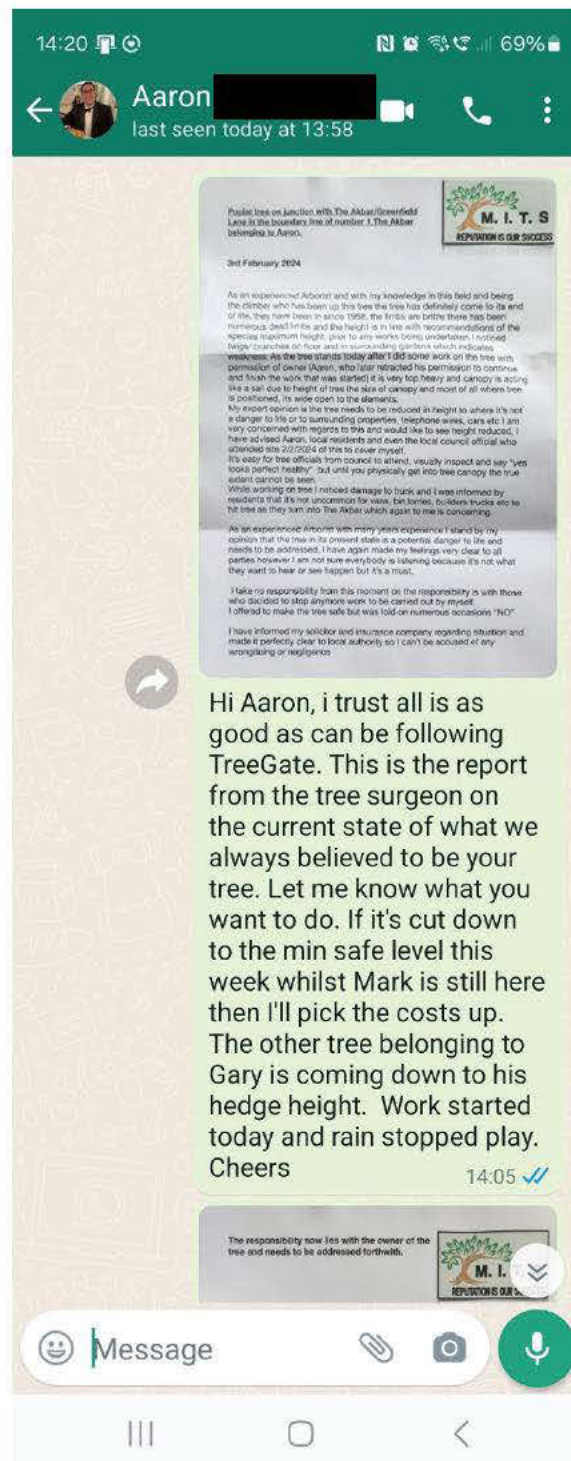 14:20
69%
Aaron
last seen today at 13:58
Poplar tree on junction with The Akbar/Greenfield
Lane in the boundary line of number 1 The Akbar
belonging to Aaron.
M. I. T. S
REPUTATION IS OUR SUCCESS
3rd February 2024
As an experienced Arborist and with my knowledge in this field and being
the climber who has been up this tree the tree has definitely come to its end
of life, they have been in since 1958, the limbs are brittle there has been
numerous dead limbs and the height is in line with recommendations of the
species maximum height, prior to any works being undertaken I noticed
twigs/ branches on floor and in surrounding gardens which indicates
weakness. As the tree stands today after I did some work on the tree with
permission of owner (Aaron, who later retracted his permission to continue
and finish the work that was started) it is very top heavy and canopy is acting
like a sail due to height of tree the size of canopy and most of all where tree
is positioned, its wide open to the elements.
My expert opinion is the tree needs to be reduced in height to where it's not
a danger to life or to surrounding properties, telephone wires, cars etc I am
very concerned with regards to this and would like to see height reduced, I
have advised Aaron, local residents and even the local council official who
attended site 2/2/2024 of this to cover myself.
It's easy for tree officials from council to attend, visually inspect and say "yes
looks perfect healthy" but until you physically get into tree canopy the true
extent cannot be seen.
While working on tree I noticed damage to trunk and I was informed by
residents that it's not uncommon for vans, bin lorries, builders trucks etc to
hit tree as they turn into The Akbar which again to me is concerning.
As an experienced Arborist with many years experience I stand by my
opinion that the tree in its present state is a potential danger to life and
needs to be addressed, I have again made my feelings very clear to all
parties however I am not sure everybody is listening because it's not what
they want to hear or see happen but it's a must.
I take no responsibility from this moment on the responsibility is with those
who decided to stop anymore work to be carried out by myself.
I offered to make the tree safe but was told on numerous occasions "NO"
I have informed my solicitor and insurance company regarding situation and
made it perfectly clear to local authority so I can't be accused of any
wrongdoing or negligence
Hi Aaron, i trust all is as
good as can be following
TreeGate. This is the report
from the tree surgeon on
the current state of what we
always believed to be your
tree. Let me know what you
want to do. If it's cut down
to the min safe level this
week whilst Mark is still here
then I'll pick the costs up.
The other tree belonging to
Gary is coming down to his
hedge height. Work started
today and rain stopped play.
Cheers
14:05
The responsibility now lies with the owner of the
tree and needs to be addressed forthwith.
M. I.
REPUTATION IS OUR
Message